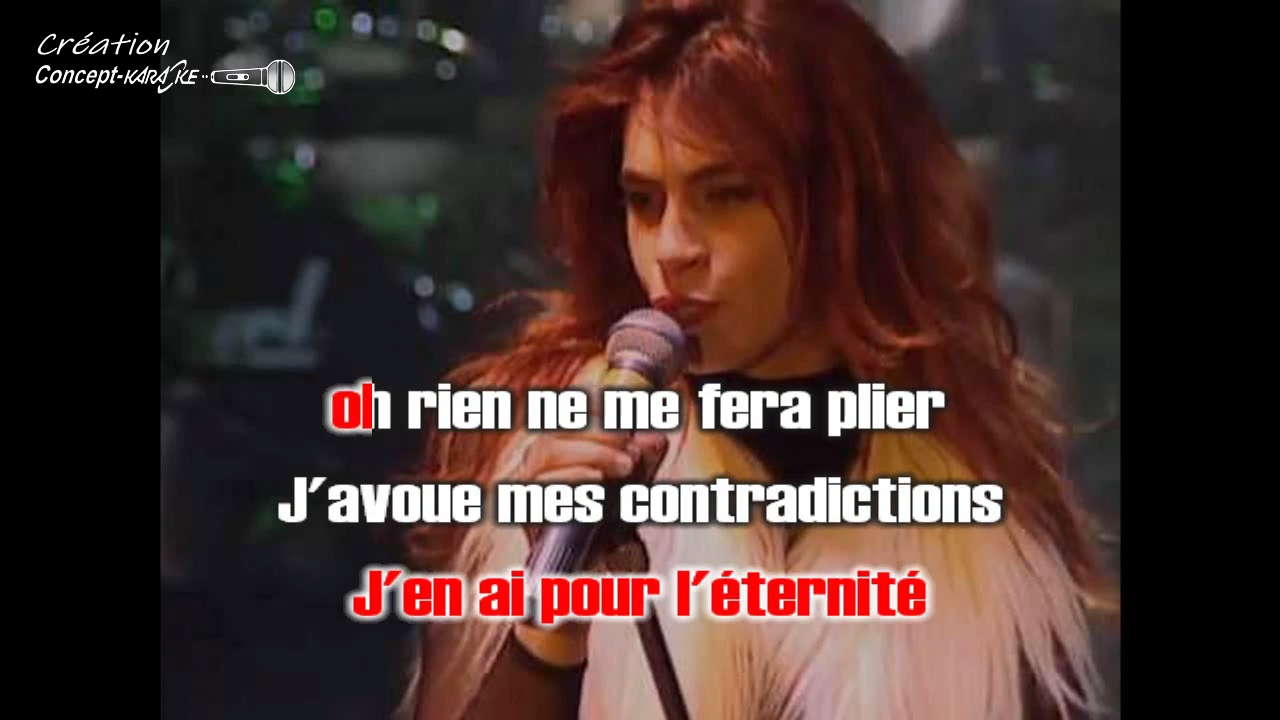 Création
Concept-KARAOKE
oh rien ne me fera plier
J'avoue mes contradictions
J'en ai pour l'éternité